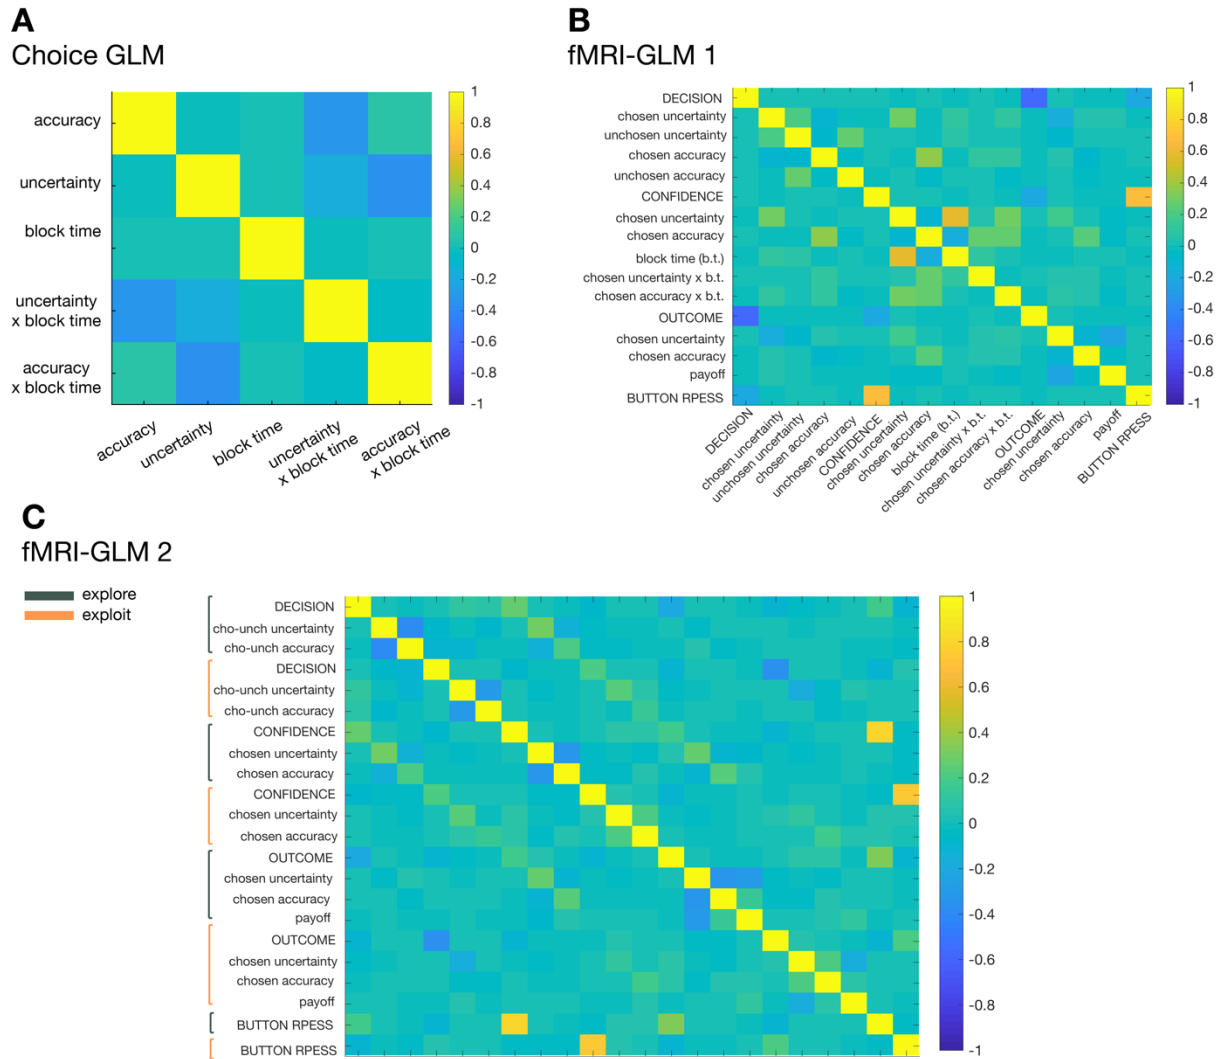 A
Choice GLM
accuracy
uncertainty
block time
uncertainty
x block time
accuracy
x block time
1
0.8
0.6
0.4
0.2
0
-0.2
-0.4
-0.6
-0.8
-1
accuracy
uncertainty
block time
uncertainty
x block time
accuracy
x block time
B
fMRI-GLM 1
DECISION
chosen uncertainty
unchosen uncertainty
chosen accuracy
unchosen accuracy
CONFIDENCE
chosen uncertainty
chosen accuracy
block time (b.t.)
chosen uncertainty x b.t.
chosen accuracy x b.t.
OUTCOME
chosen uncertainty
chosen accuracy
payoff
BUTTON RPESS
1
0.8
0.6
0.4
0.2
0
-0.2
-0.4
-0.6
-0.8
-1
DECISION
chosen uncertainty
unchosen uncertainty
chosen accuracy
unchosen accuracy
CONFIDENCE
chosen uncertainty
chosen accuracy
block time (b.t.)
chosen uncertainty x b.t.
chosen accuracy x b.t.
OUTCOME
chosen uncertainty
chosen accuracy
payoff
BUTTON RPESS
C
fMRI-GLM 2
explore
exploit
DECISION
cho-unch uncertainty
cho-unch accuracy
DECISION
cho-unch uncertainty
cho-unch accuracy
CONFIDENCE
chosen uncertainty
chosen accuracy
CONFIDENCE
chosen uncertainty
chosen accuracy
OUTCOME
chosen uncertainty
chosen accuracy
payoff
OUTCOME
chosen uncertainty
chosen accuracy
payoff
BUTTON RPESS
BUTTON RPESS
1
0.8
0.6
0.4
0.2
0
-0.2
-0.4
-0.6
-0.8
-1